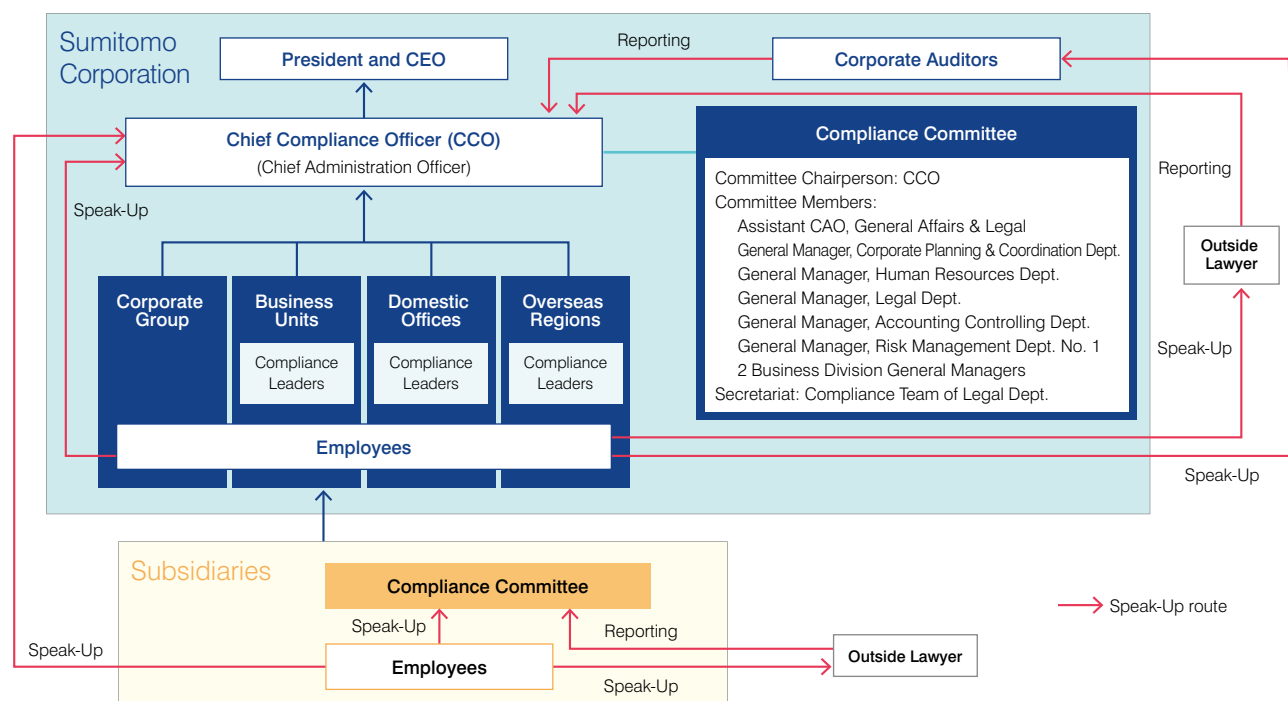 Sumitomo
Corporation
President and CEO
Reporting
Corporate Auditors
Chief Compliance Officer (CCO)
(Chief Administration Officer)
Speak-Up
Compliance Committee
Committee Chairperson: CCO
Committee Members:
Assistant CAO, General Affairs & Legal
General Manager, Corporate Planning & Coordination Dept.
General Manager, Human Resources Dept.
General Manager, Legal Dept.
General Manager, Accounting Controlling Dept.
General Manager, Risk Management Dept. No. 1
2 Business Division General Managers
Secretariat: Compliance Team of Legal Dept.
Reporting
Outside
Lawyer
Speak-Up
Corporate
Group
Business
Units
Compliance
Leaders
Domestic
Offices
Compliance
Leaders
Overseas
Regions
Compliance
Leaders
Employees
Speak-Up
Subsidiaries
Compliance Committee
Speak-Up
Reporting
Speak-Up
Employees
Speak-Up
Outside Lawyer
Speak-Up route